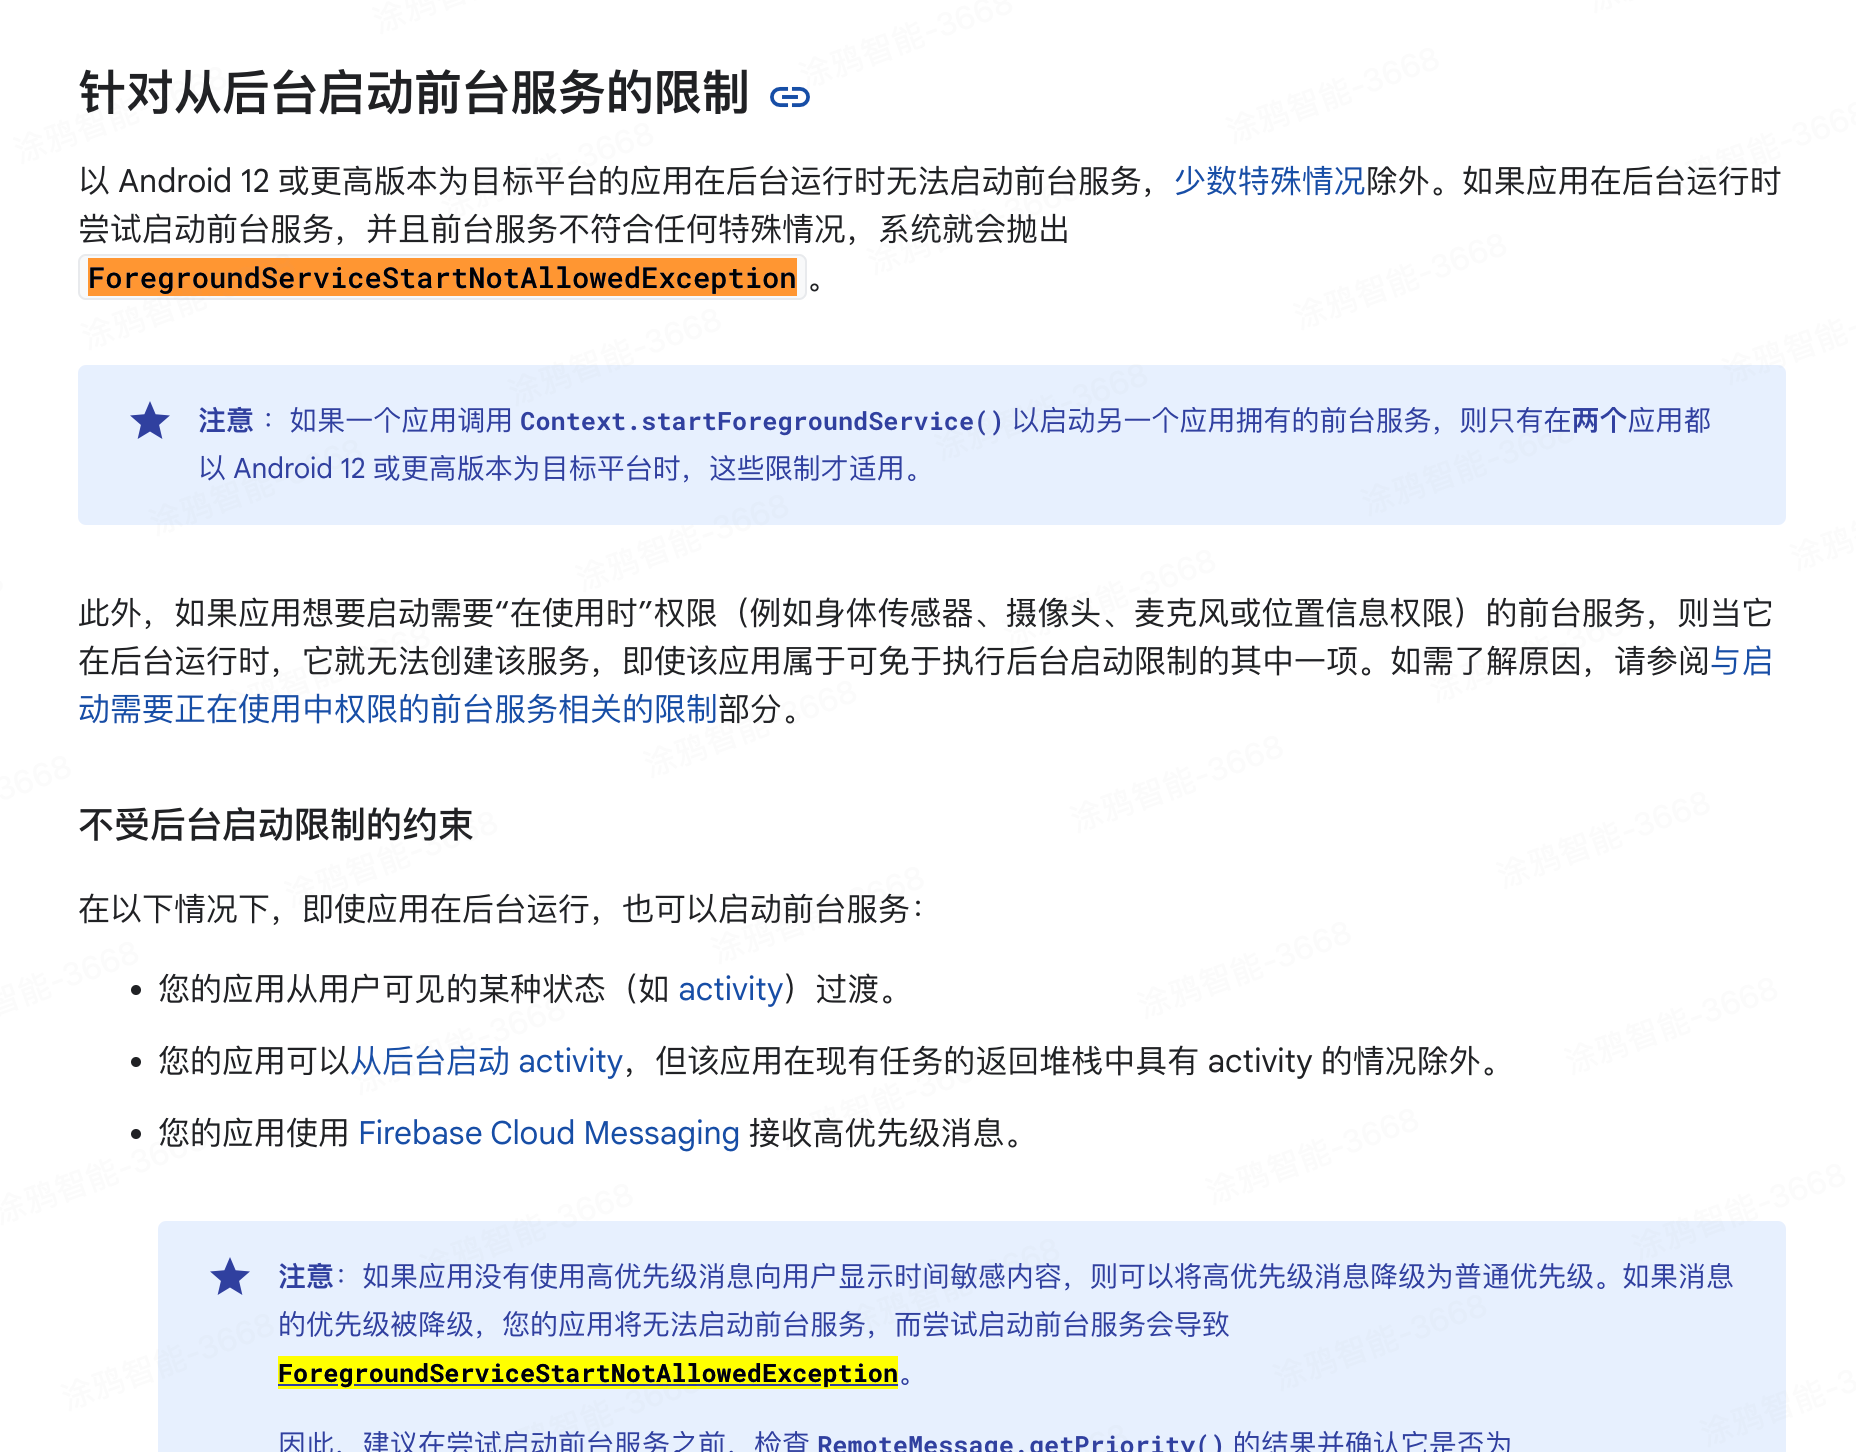 针对从后台启动前台服务的限制
以 Android 12 或更高版本为目标平台的应用在后台运行时无法启动前台服务，少数特殊情况除外。如果应用在后台运行时
尝试启动前台服务，并且前台服务不符合任何特殊情况，系统就会抛出
ForegroundServiceStartNotAllowedException。
注意：如果一个应用调用 Context.startForegroundService() 以启动另一个应用拥有的前台服务，则只有在两个应用都
以 Android 12 或更高版本为目标平台时，这些限制才适用。
此外，如果应用想要启动需要“在使用时”权限（例如身体传感器、摄像头、麦克风或位置信息权限）的前台服务，则当它
在后台运行时，它就无法创建该服务，即使该应用属于可免于执行后台启动限制的其中一项。如需了解原因，请参阅与启
动需要正在使用中权限的前台服务相关的限制部分。
不受后台启动限制的约束
在以下情况下，即使应用在后台运行，也可以启动前台服务：
• 您的应用从用户可见的某种状态（如 activity）过渡。
• 您的应用可以从后台启动 activity，但该应用在现有任务的返回堆栈中具有 activity 的情况除外。
• 您的应用使用 Firebase Cloud Messaging 接收高优先级消息。
注意：如果应用没有使用高优先级消息向用户显示时间敏感内容，则可以将高优先级消息降级为普通优先级。如果消息
的优先级被降级，您的应用将无法启动前台服务，而尝试启动前台服务会导致
ForegroundServiceStartNotAllowedException。
因此，建议在尝试启动前台服务之前，检查 RemoteMessage.getPriority() 的结果并确认它是否为
涂鸦智能-3668